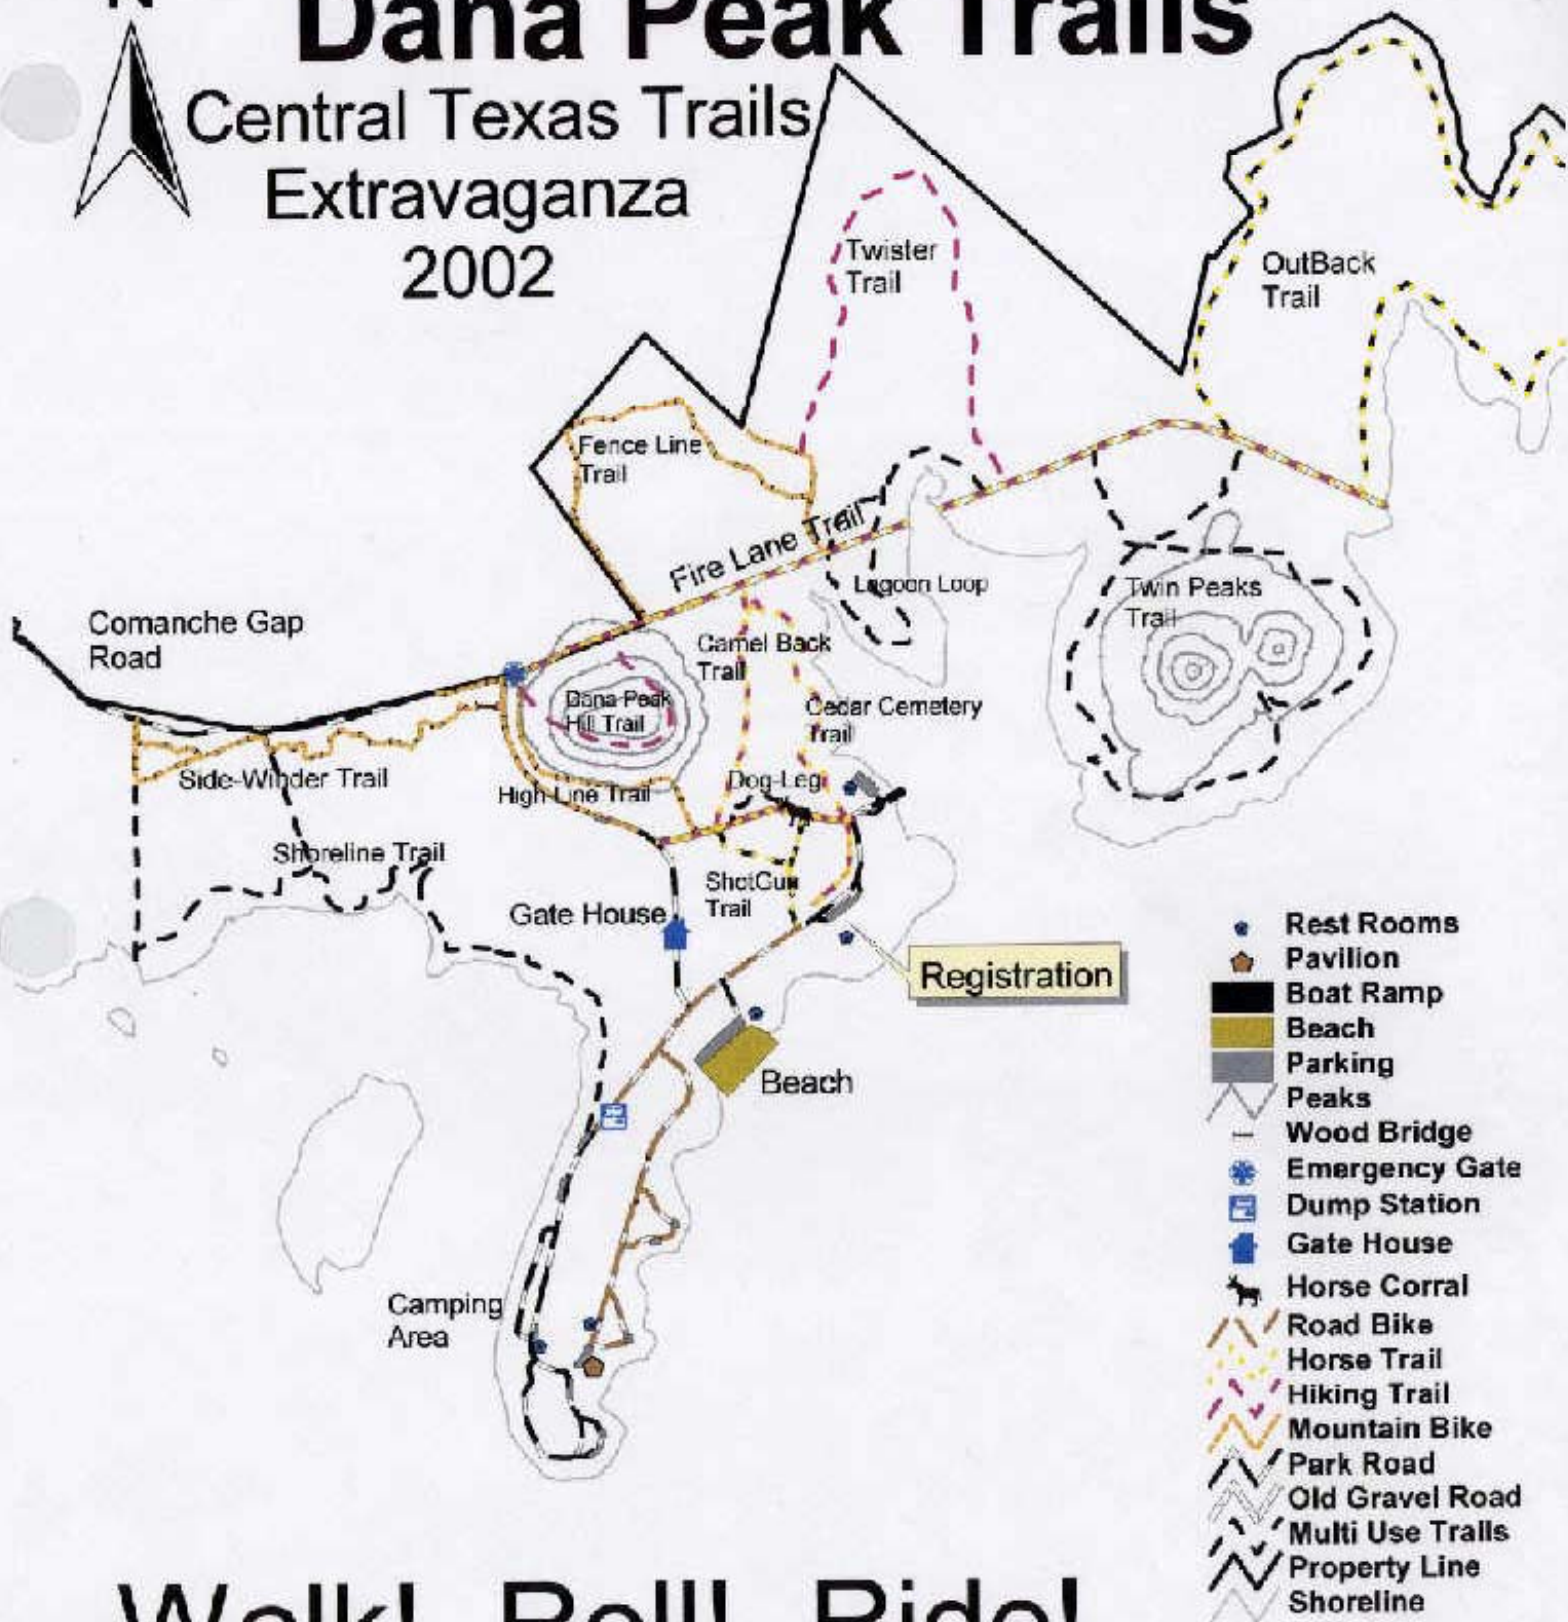 N
Dana Peak Trails
Central Texas Trails
Extravaganza
2002
Twister
Trail
OutBack
Trail
Fence Line
Trail
Fire Lane Trail
Lagoon Loop
Twin Peaks
Trail
Comanche Gap
Road
Camel Back
Trail
Dana Peak
Hill Trail
Cedar Cemetery
Trail
Side-Winder Trail
High Line Trail
Dog-Leg
Shoreline Trail
ShotGun
Trail
Gate House
Registration
Beach
Camping
Area
Rest Rooms
Pavilion
Boat Ramp
Beach
Parking
Peaks
Wood Bridge
Emergency Gate
Dump Station
Gate House
Horse Corral
Road Bike
Horse Trail
Hiking Trail
Mountain Bike
Park Road
Old Gravel Road
Multi Use Trails
Property Line
Shoreline
Walk! Roll! Ride!